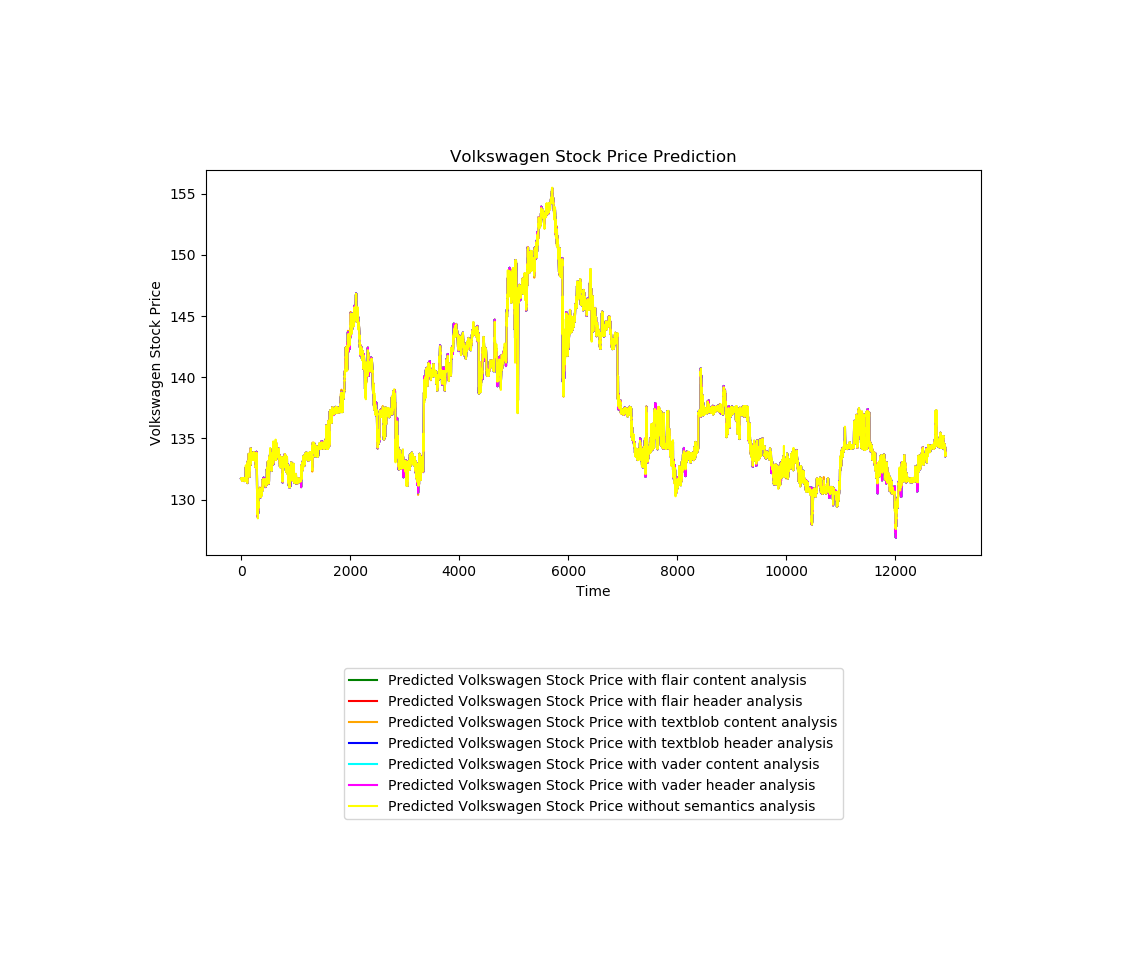 Volkswagen Stock Price Prediction
Volkswagen Stock Price
155
150
145
140
135
130
0
2000
4000
6000
8000
10000
12000
Time
Predicted Volkswagen Stock Price with flair content analysis
Predicted Volkswagen Stock Price with flair header analysis
Predicted Volkswagen Stock Price with textblob content analysis
Predicted Volkswagen Stock Price with textblob header analysis
Predicted Volkswagen Stock Price with vader content analysis
Predicted Volkswagen Stock Price with vader header analysis
Predicted Volkswagen Stock Price without semantics analysis